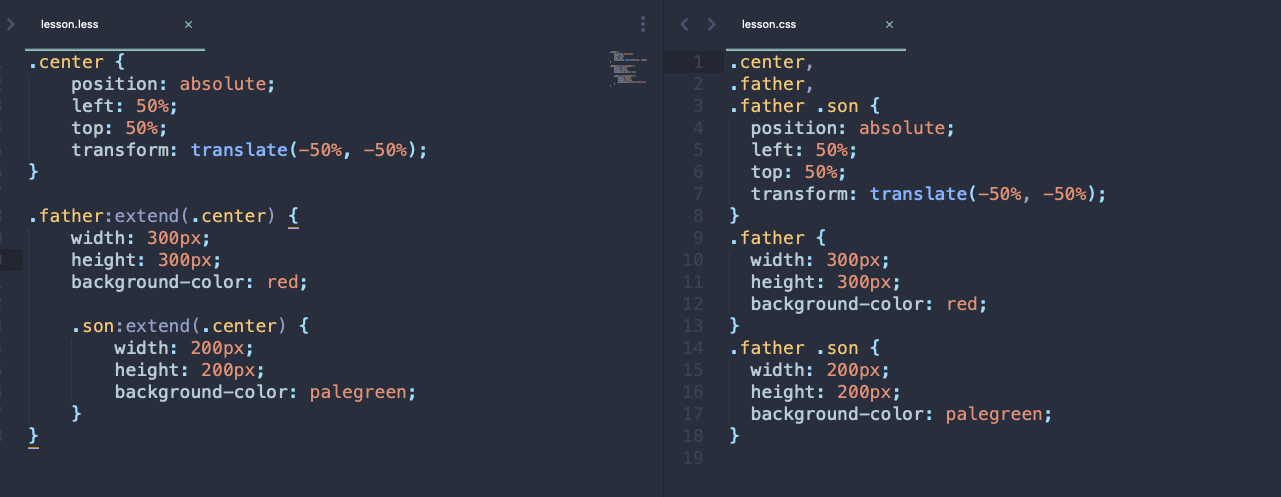 lesson.less ×
.center {
    position: absolute;
    left: 50%;
    top: 50%;
    transform: translate(-50%, -50%);
}

.father:extend(.center) {
    width: 300px;
    height: 300px;
    background-color: red;

    .son:extend(.center) {
        width: 200px;
        height: 200px;
        background-color: palegreen;
    }
}
lesson.css ×
1 .center,
2 .father,
3 .father .son {
4   position: absolute;
5   left: 50%;
6   top: 50%;
7   transform: translate(-50%, -50%);
8 }
9 .father {
10   width: 300px;
11   height: 300px;
12   background-color: red;
13 }
14 .father .son {
15   width: 200px;
16   height: 200px;
17   background-color: palegreen;
18 }
19